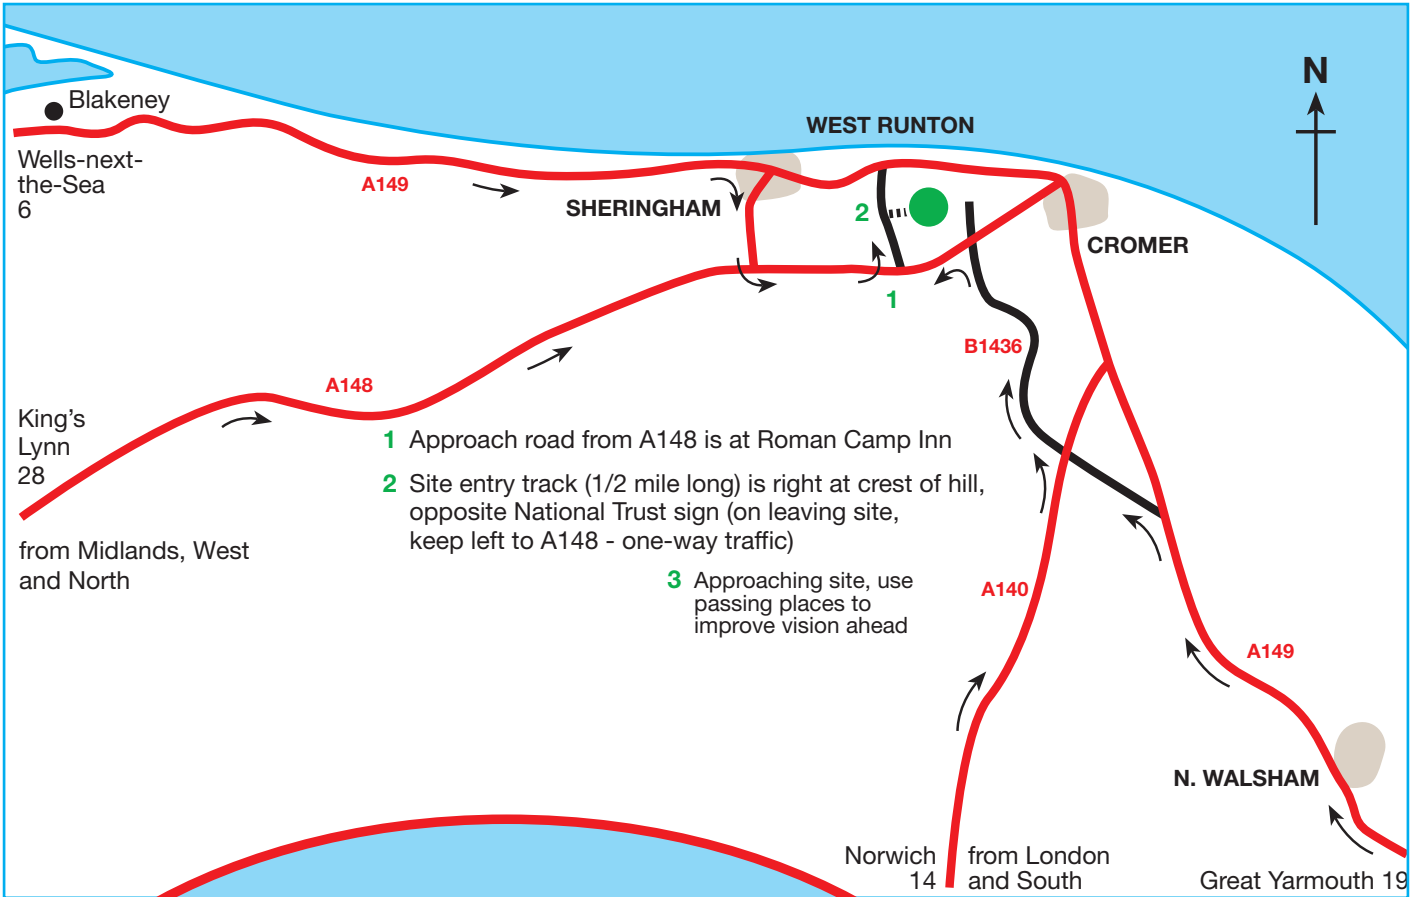 N
Blakeney
WEST RUNTON
Wells-next-
the-Sea
6
A149
SHERINGHAM
2
CROMER
1
B1436
A148
King’s
Lynn
28
1 Approach road from A148 is at Roman Camp Inn
2 Site entry track (1/2 mile long) is right at crest of hill,
opposite National Trust sign (on leaving site,
keep left to A148 - one-way traffic)
from Midlands, West
and North
3 Approaching site, use
passing places to
improve vision ahead
A140
A149
N. WALSHAM
Norwich
14
from London
and South
Great Yarmouth 19